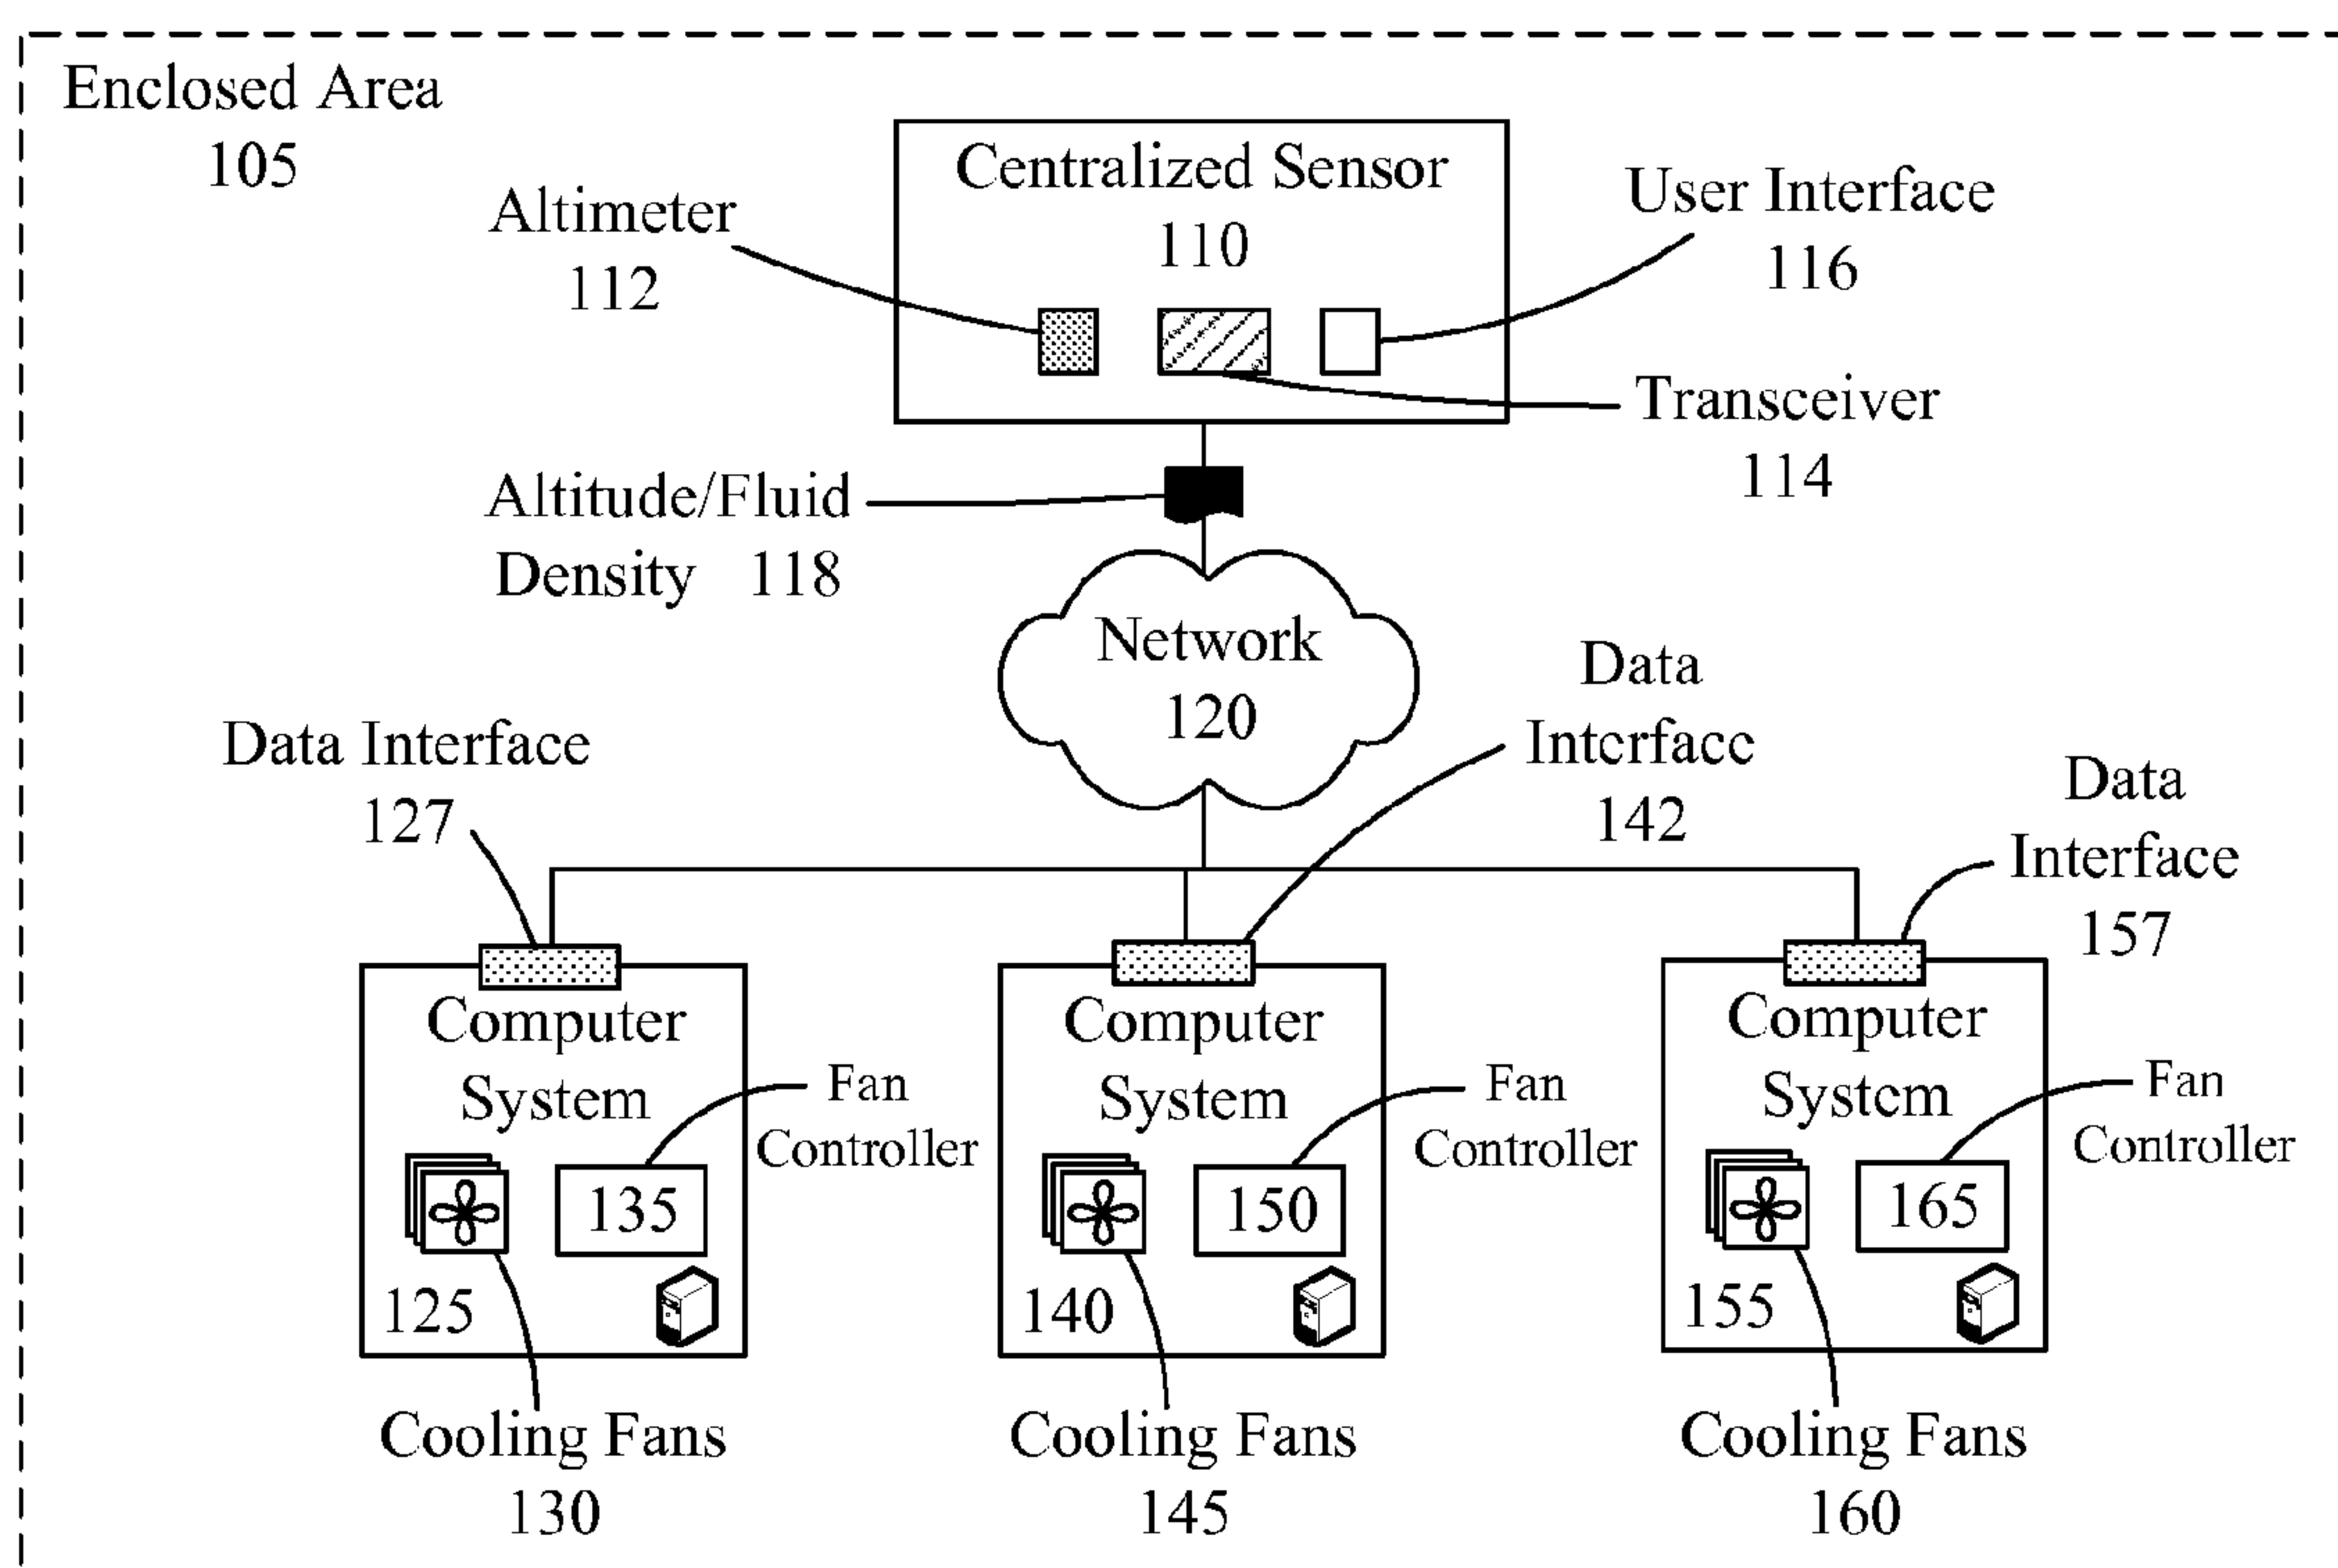 Enclosed Area
105
Centralized Sensor
110
Altimeter
112
User Interface
116
Transceiver
114
Altitude/Fluid
Density 118
Network
120
Data Interface
127
Data
Interface
142
Data
Interface
157
Computer
System
Fan
Controller
135
125
Cooling Fans
130
Computer
System
Fan
Controller
150
140
Cooling Fans
145
Computer
System
Fan
Controller
165
155
Cooling Fans
160